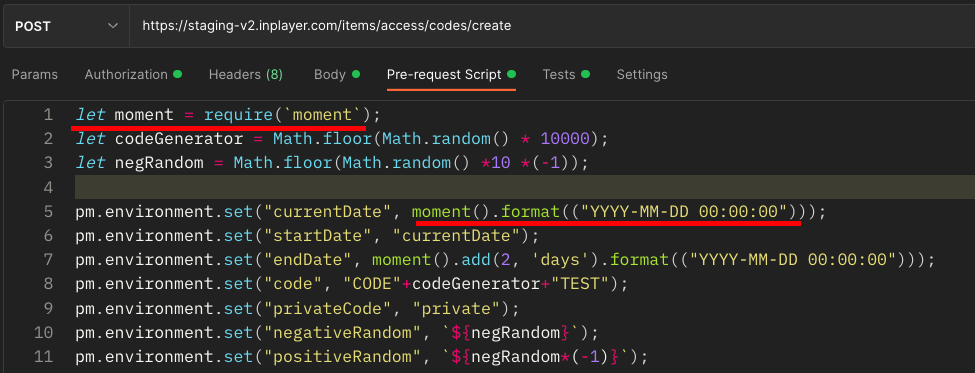 POST https://staging-v2.inplayer.com/items/access/codes/create
Params Authorization Headers (8) Body Pre-request Script Tests Settings
1 let moment = require(`moment`);
2 let codeGenerator = Math.floor(Math.random() * 10000);
3 let negRandom = Math.floor(Math.random() *10 *(-1));
4
5 pm.environment.set("currentDate", moment().format(("YYYY-MM-DD 00:00:00")));
6 pm.environment.set("startDate", "currentDate");
7 pm.environment.set("endDate", moment().add(2, 'days').format(("YYYY-MM-DD 00:00:00")));
8 pm.environment.set("code", "CODE"+codeGenerator+"TEST");
9 pm.environment.set("privateCode", "private");
10 pm.environment.set("negativeRandom", `${negRandom}`);
11 pm.environment.set("positiveRandom", `${negRandom*(-1)}`);